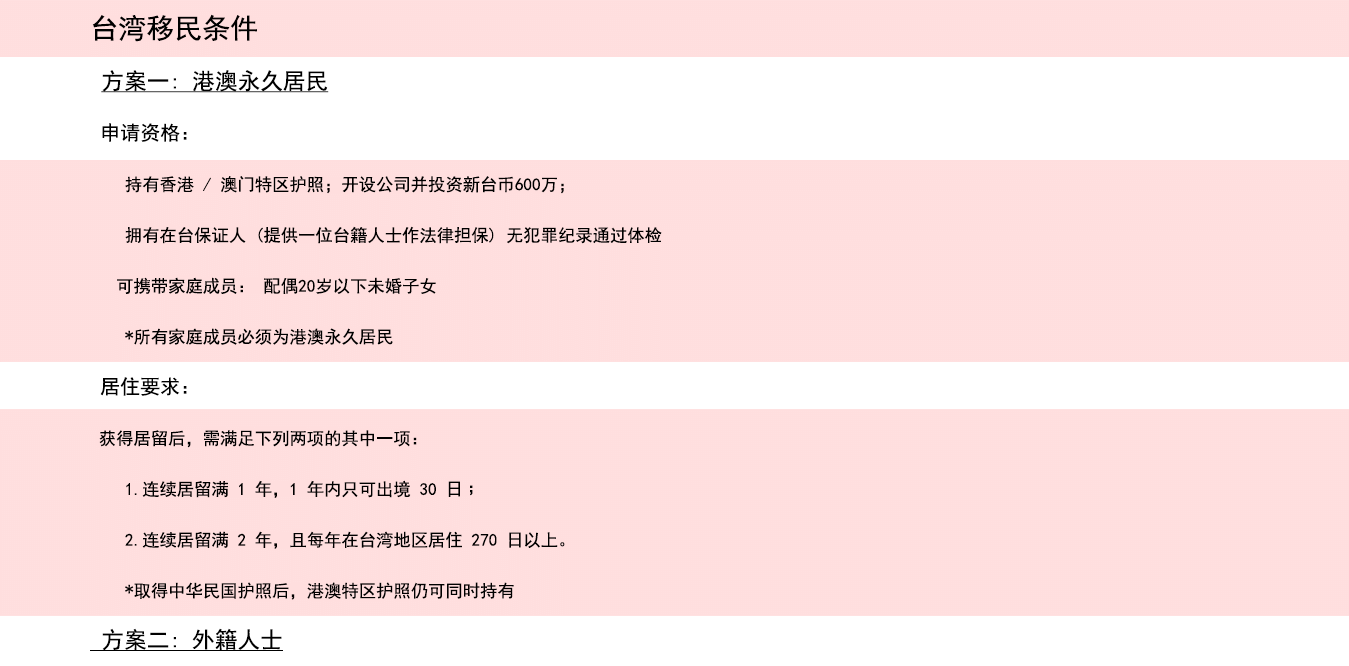 台湾移民条件
方案一: 港澳永久居民
申请资格：
持有香港 / 澳门特区护照；开设公司并投资新台币600万；
拥有在台保证人 (提供一位台籍人士作法律担保) 无犯罪纪录通过体检
可携带家庭成员： 配偶20岁以下未婚子女
*所有家庭成员必须为港澳永久居民
居住要求：
获得居留后，需满足下列两项的其中一项：
1.连续居留满 1 年，1 年内只可出境 30 日；
2.连续居留满 2 年，且每年在台湾地区居住 270 日以上。
*取得中华民国护照后，港澳特区护照仍可同时持有
方案二: 外籍人士